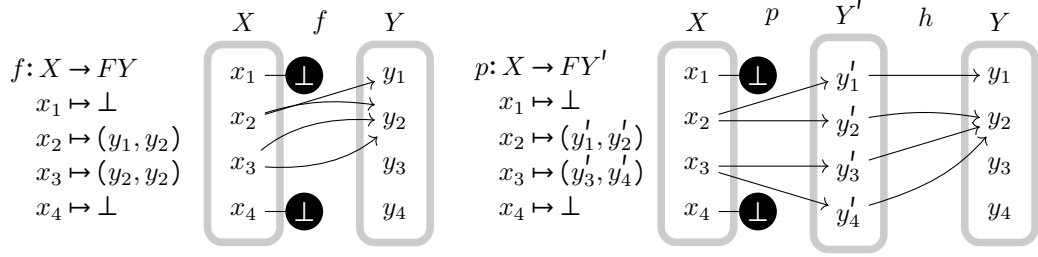 X f Y
f: X → FY
x₁ ↦ ⊥
x₂ ↦ (y₁, y₂)
x₃ ↦ (y₂, y₂)
x₄ ↦ ⊥
x₁ ⊥ y₁
x₂ y₂
x₃ y₃
x₄ ⊥ y₄
X p Y′ h Y
p: X → FY′
x₁ ↦ ⊥
x₂ ↦ (y′₁, y′₂)
x₃ ↦ (y′₃, y′₄)
x₄ ↦ ⊥
x₁ ⊥ y′₁ y₁
x₂ y′₂ y₂
x₃ y′₃ y₃
x₄ ⊥ y′₄ y₄